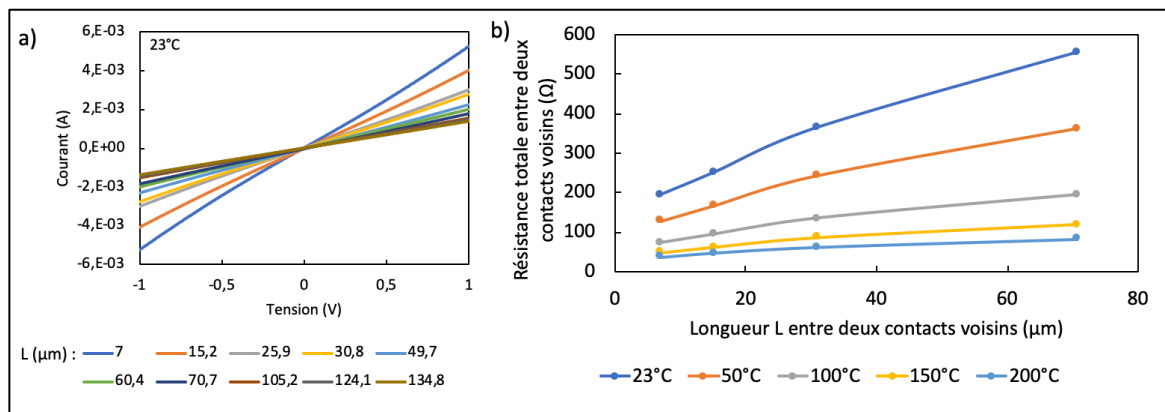 a)
23°C
6,E-03
4,E-03
2,E-03
0,E+00
-2,E-03
-4,E-03
-6,E-03
Courant (A)
-1
-0,5
0
0,5
1
Tension (V)
L (µm) :
7
15,2
25,9
30,8
49,7
60,4
70,7
105,2
124,1
134,8
b)
Résistance totale entre deux
contacts voisins (Ω)
600
500
400
300
200
100
0
0
20
40
60
80
Longueur L entre deux contacts voisins (µm)
23°C
50°C
100°C
150°C
200°C